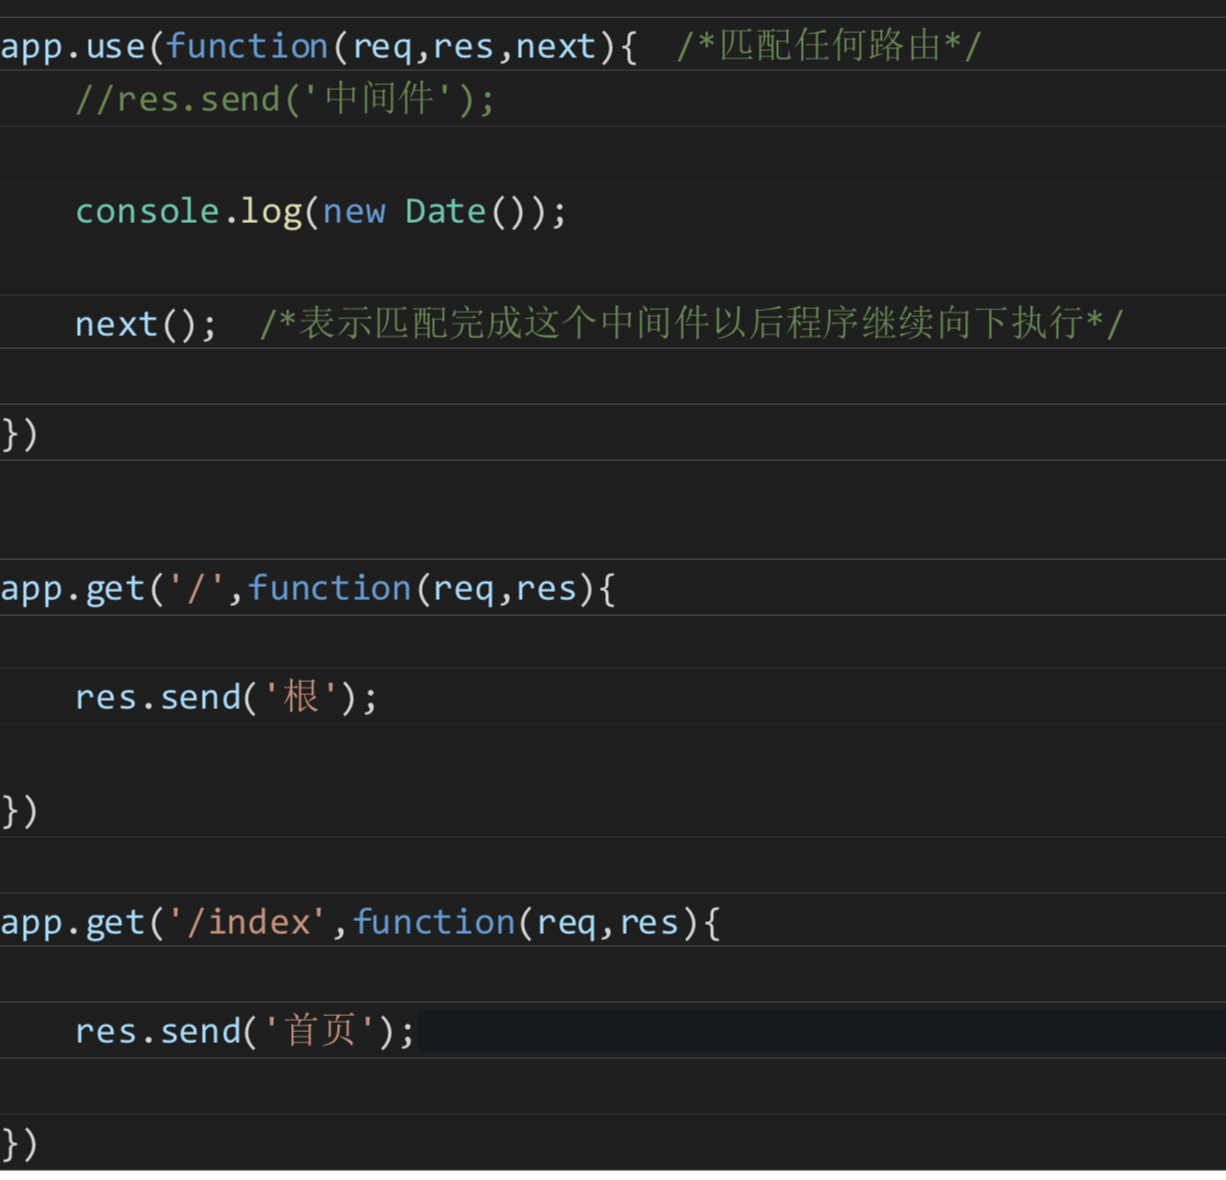 app.use(function(req,res,next){  /*匹配任何路由*/
    //res.send('中间件');
    console.log(new Date());
    next();  /*表示匹配完成这个中间件以后程序继续向下执行*/
})
app.get('/',function(req,res){
    res.send('根');
})
app.get('/index',function(req,res){
    res.send('首页');
})